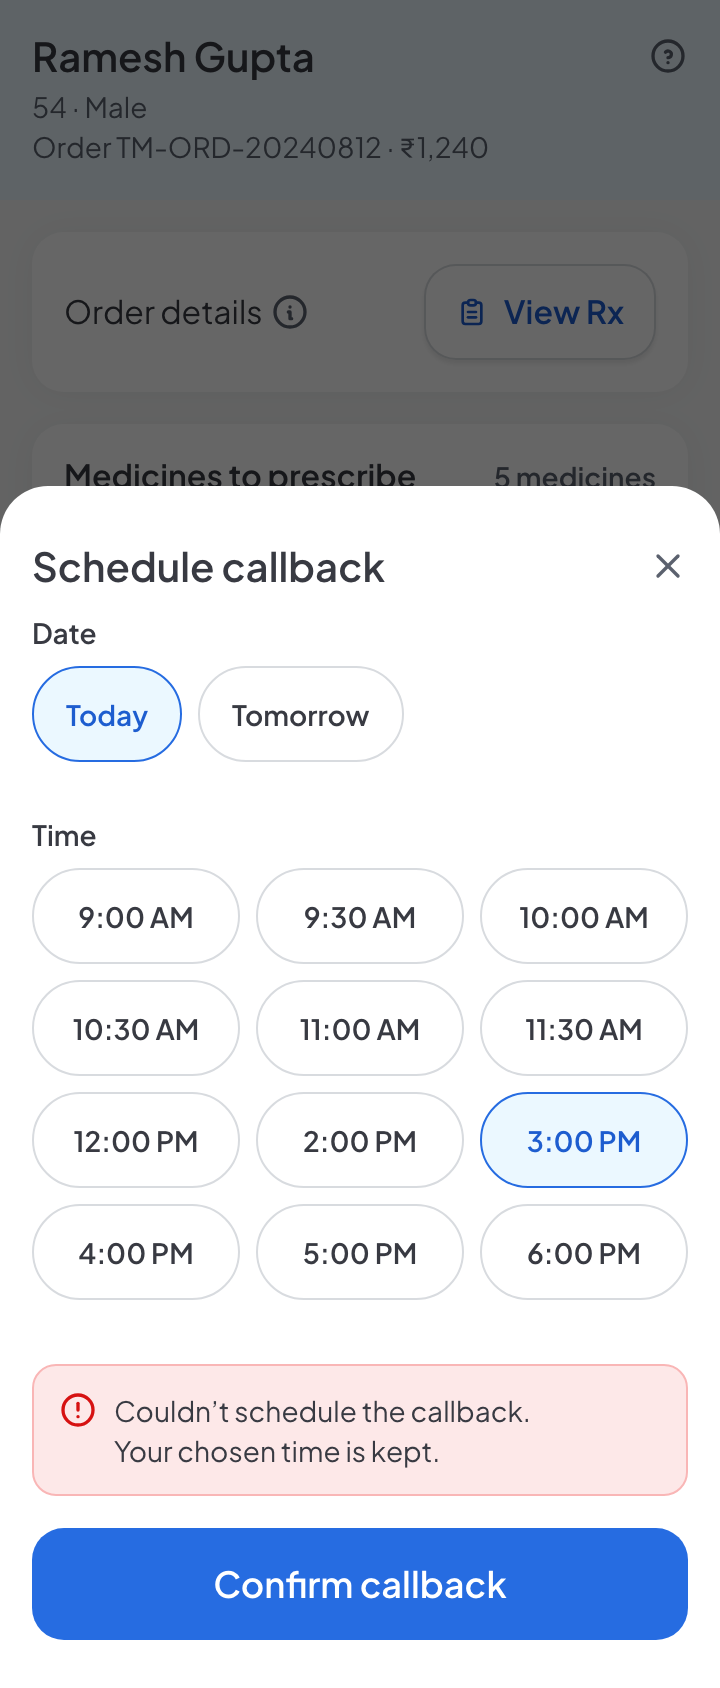 Ramesh Gupta
54 · Male
Order TM-ORD-20240812 · ₹1,240
Order details
View Rx
Medicines to prescribe
5 medicines
Schedule callback
Date
Today
Tomorrow
Time
9:00 AM
9:30 AM
10:00 AM
10:30 AM
11:00 AM
11:30 AM
12:00 PM
2:00 PM
3:00 PM
4:00 PM
5:00 PM
6:00 PM
Couldn’t schedule the callback.
Your chosen time is kept.
Confirm callback